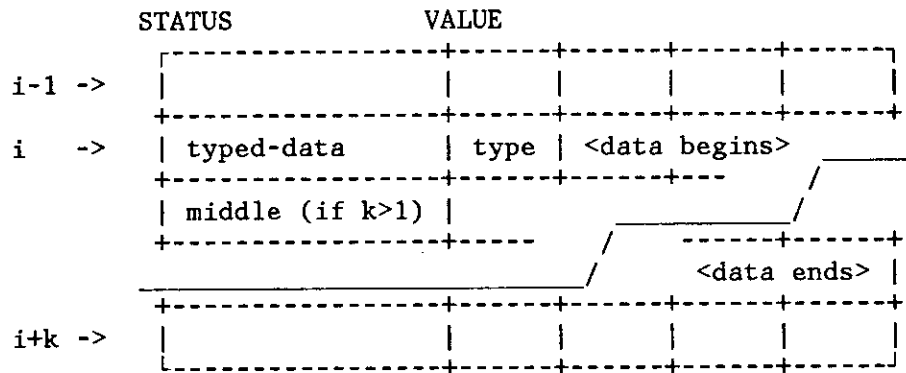 STATUS VALUE
i-1 ->
i -> typed-data type <data begins>
middle (if k>1)
<data ends>
i+k ->